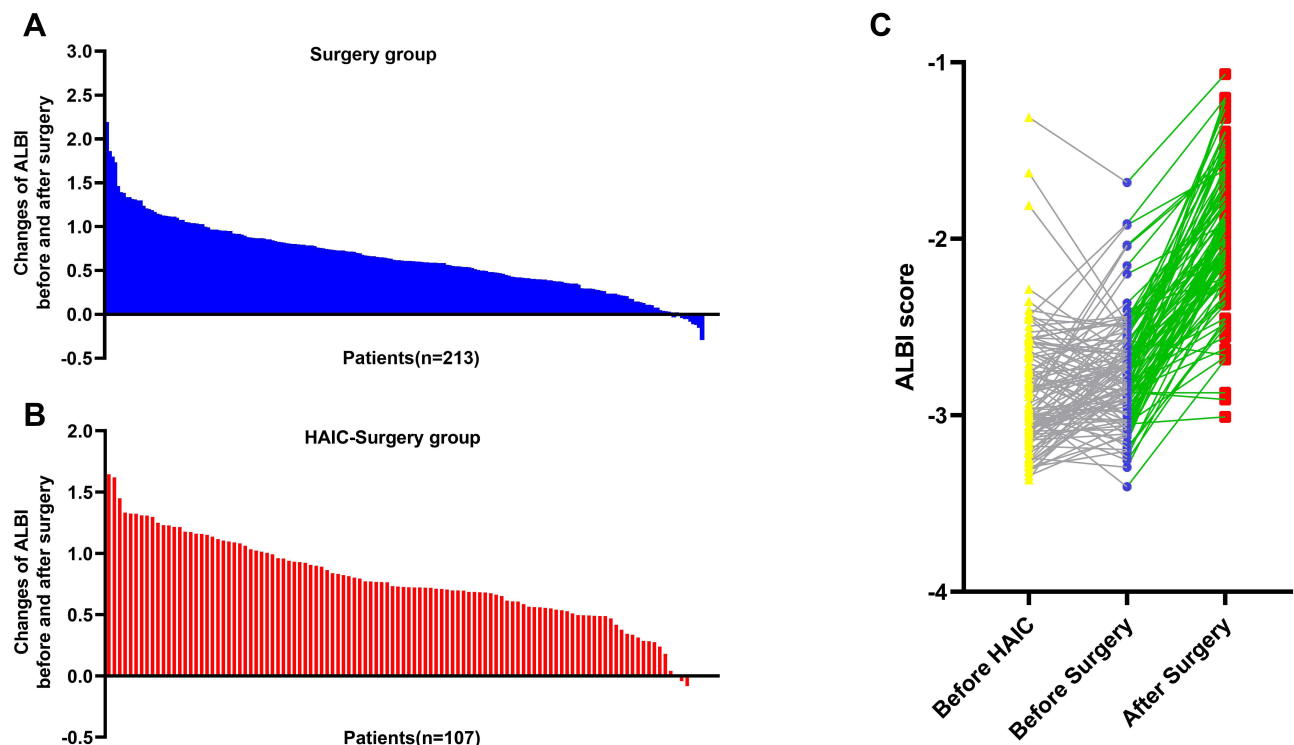 A
Surgery group
Changes of ALBI
before and after surgery
3.0
2.5
2.0
1.5
1.0
0.5
0.0
-0.5
Patients(n=213)
B
HAIC-Surgery group
Changes of ALBI
before and after surgery
2.0
1.5
1.0
0.5
0.0
-0.5
Patients(n=107)
C
ALBI score
-1
-2
-3
-4
Before HAIC
Before Surgery
After Surgery